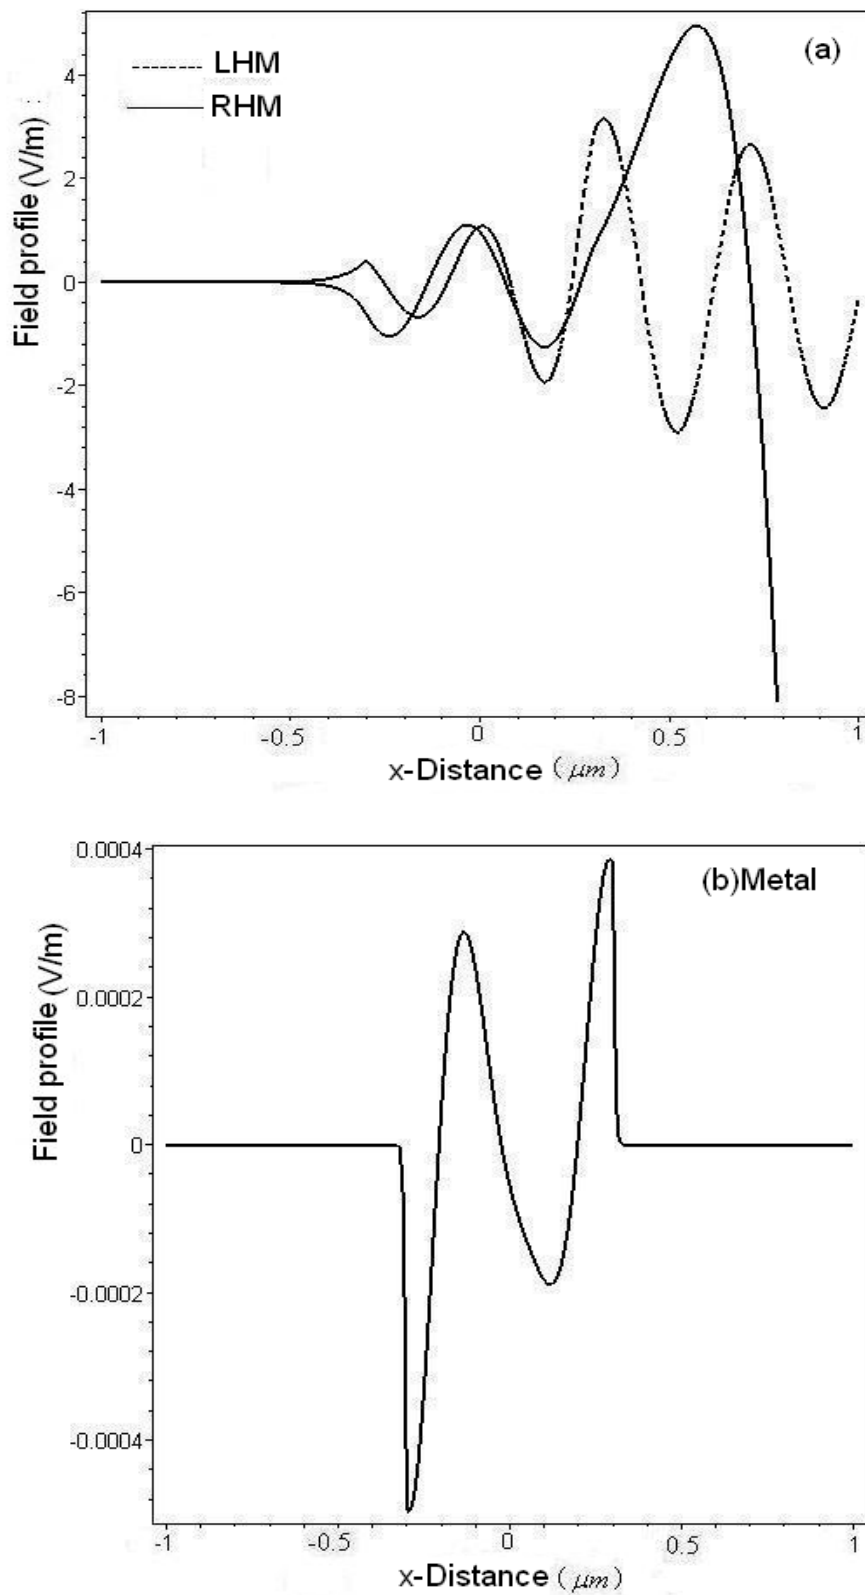 (a)
LHM
RHM
Field profile (V/m) :
4
2
0
-2
-4
-6
-8
-1
-0.5
0
0.5
1
x-Distance (μm)
(b)Metal
Field profile (V/m)
0.0004
0.0002
0
-0.0002
-0.0004
-1
-0.5
0
0.5
1
x-Distance (μm)